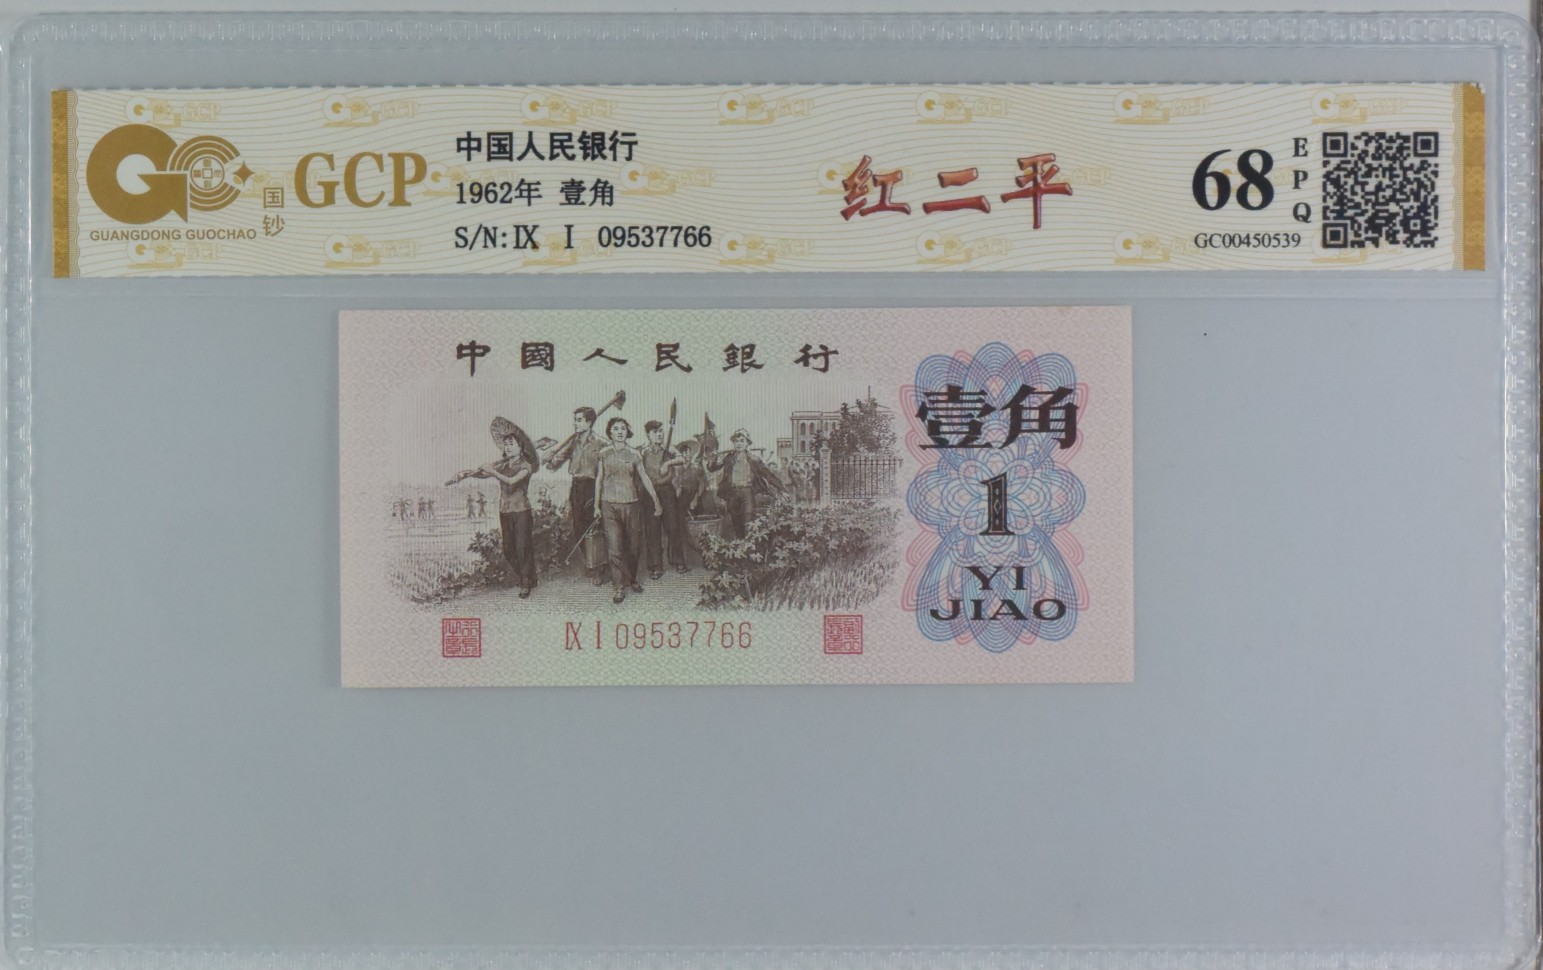 GCP
国钞
GUANGDONG GUOCHAO
中国人民银行
1962年 壹角
S/N: Ⅸ Ⅰ 09537766
红二平
68
EPQ
GC00450539
中國人民銀行
壹角
1
YI
JIAO
Ⅸ Ⅰ 09537766